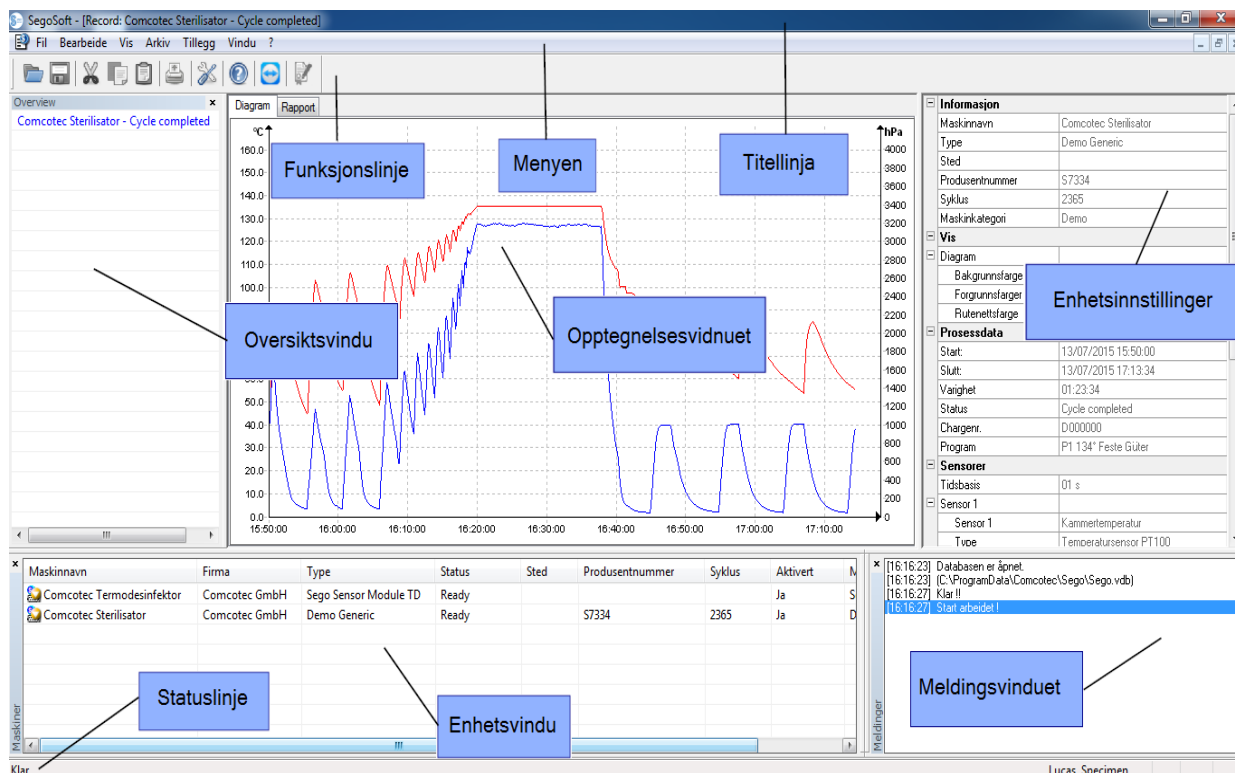 SegoSoft - [Record: Comcotec Sterilisator - Cycle completed]
Fil Bearbeide Vis Arkiv Tillegg Vindu ?
Overview
Comcotec Sterilisator - Cycle completed
Diagram Rapport
°C
160.0
150.0
140.0
130.0
120.0
110.0
100.0
50.0
40.0
30.0
20.0
10.0
0.0
hPa
4000
3800
3600
3400
3200
3000
2800
2600
2400
2200
2000
1800
1600
1400
1200
1000
800
600
400
200
0
15:50:00 16:00:00 16:10:00 16:20:00 16:30:00 16:40:00 16:50:00 17:00:00 17:10:00
Funksjonslinje
Menyen
Titellinja
Oversiktsvindu
Opptegnelsesvidnuet
Enhetsinnstillinger
Informasjon
Maskinnavn Comcotec Sterilisator
Type Demo Generic
Sted
Produsentnummer S7334
Syklus 2365
Maskinkategori Demo
Vis
Diagram
Bakgrunnsfarge
Forgrunnsfarger
Rutenettsfarge
Prosessdata
Start: 13/07/2015 15:50:00
Slutt: 13/07/2015 17:13:34
Varighet 01:23:34
Status Cycle completed
Chargenr. D000000
Program P1 134° Feste Güter
Sensorer
Tidsbasis 01 s
Sensor 1
Sensor 1 Kammertemperatur
Type Temperatursensor PT100
Maskinnavn Firma Type Status Sted Produsentnummer Syklus Aktivert M
Comcotec Termodesinfektor Comcotec GmbH Sego Sensor Module TD Ready Ja S
Comcotec Sterilisator Comcotec GmbH Demo Generic Ready S7334 2365 Ja D
Maskiner
Statuslinje
Enhetsvindu
[16:16:23] Databasen er åpnet.
[16:16:23] (C:\ProgramData\Comcotec\Sego\Sego.vdb)
[16:16:27] Klar !!
[16:16:27] Start arbeidet !
Meldinger
Meldingsvinduet
Klar
Lucas Specimen